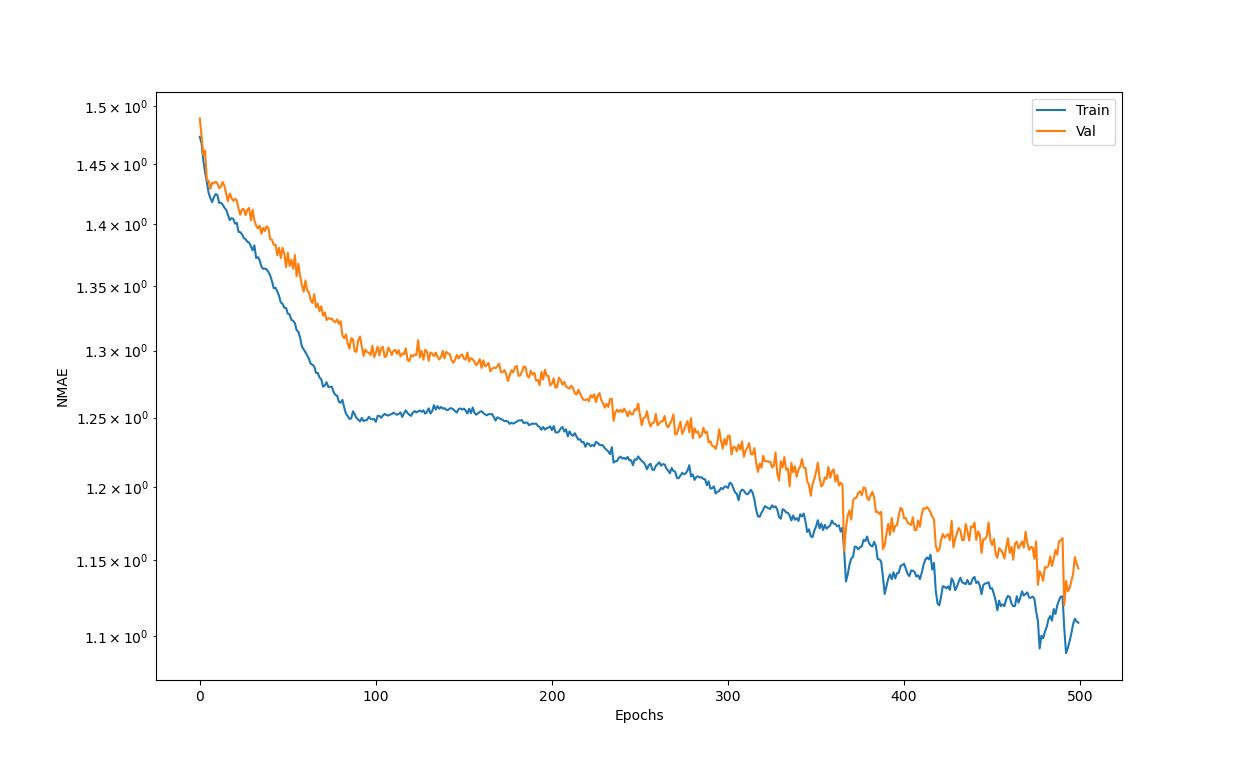 1.5 × 10⁰
1.45 × 10⁰
1.4 × 10⁰
1.35 × 10⁰
1.3 × 10⁰
1.25 × 10⁰
1.2 × 10⁰
1.15 × 10⁰
1.1 × 10⁰
NMAE
Train
Val
0 100 200 300 400 500
Epochs